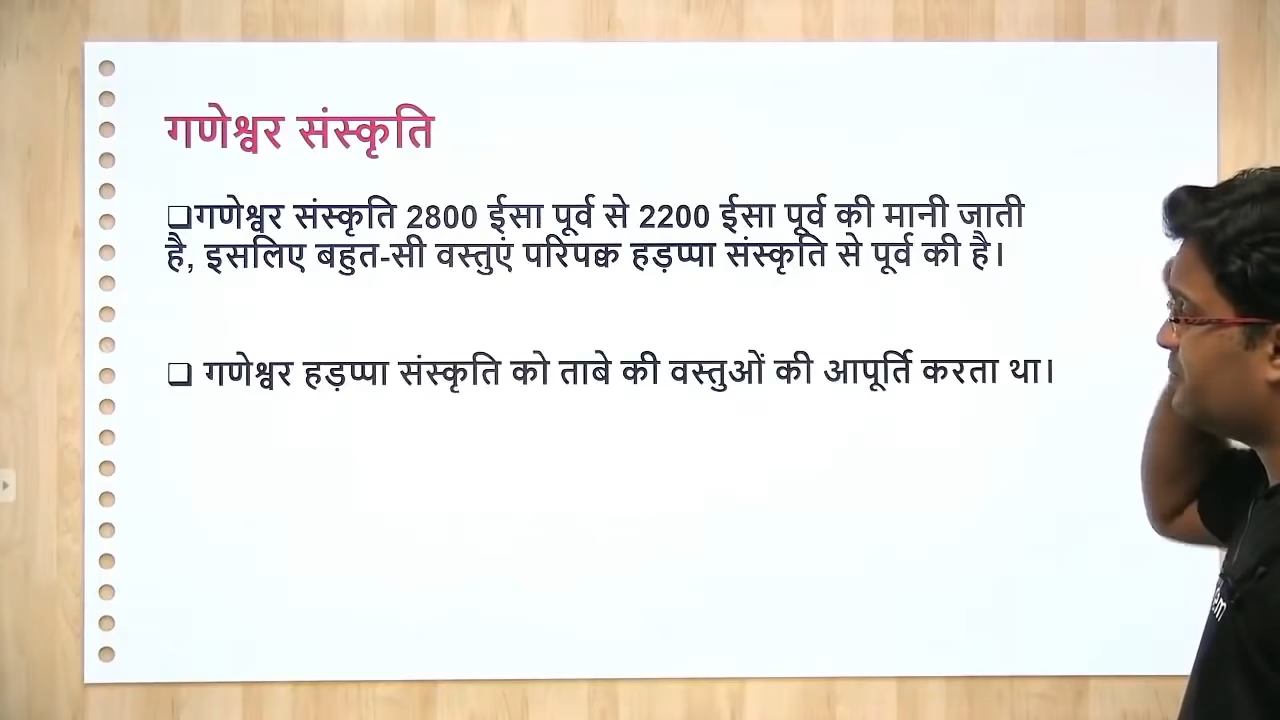 गणेश्वर संस्कृति
❑गणेश्वर संस्कृति 2800 ईसा पूर्व से 2200 ईसा पूर्व की मानी जाती
है, इसलिए बहुत-सी वस्तुएं परिपक्व हड़प्पा संस्कृति से पूर्व की है।
❑ गणेश्वर हड़प्पा संस्कृति को ताबे की वस्तुओं की आपूर्ति करता था।